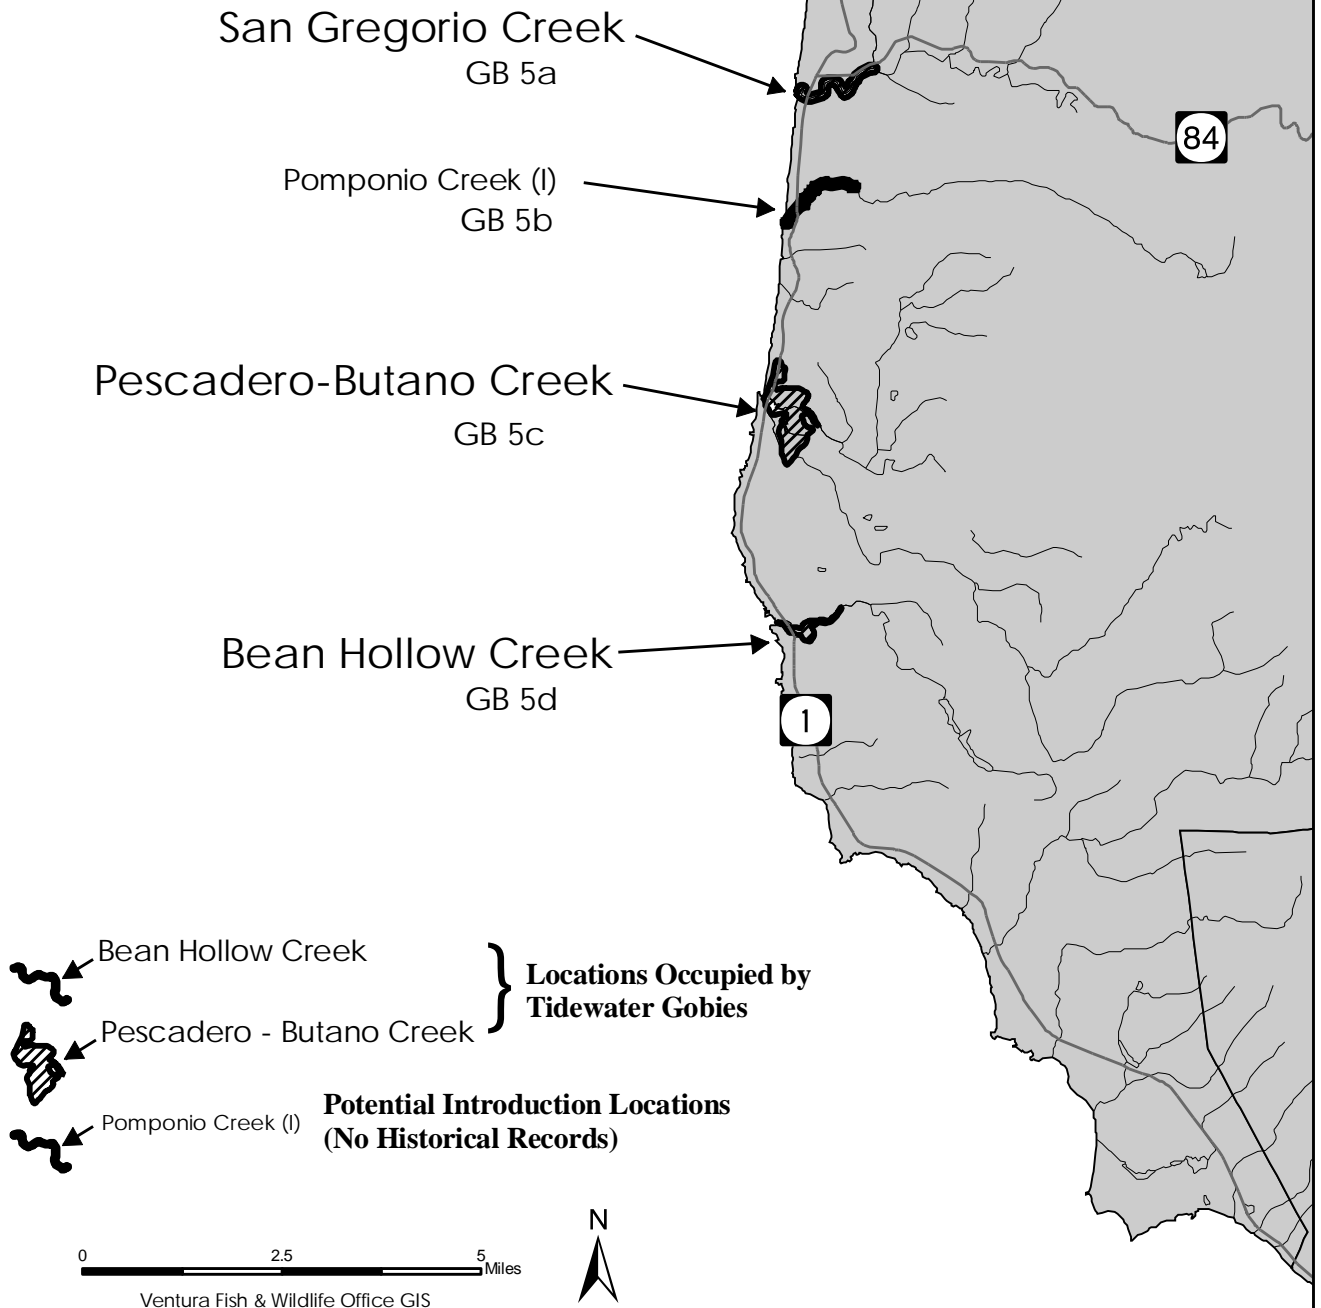 San Gregorio Creek
GB 5a
84
Pomponio Creek (I)
GB 5b
Pescadero-Butano Creek
GB 5c
Bean Hollow Creek
GB 5d
1
Bean Hollow Creek
Locations Occupied by
Tidewater Gobies
Pescadero - Butano Creek
Potential Introduction Locations
(No Historical Records)
Pomponio Creek (I)
N
0 2.5 5
Miles
Ventura Fish & Wildlife Office GIS